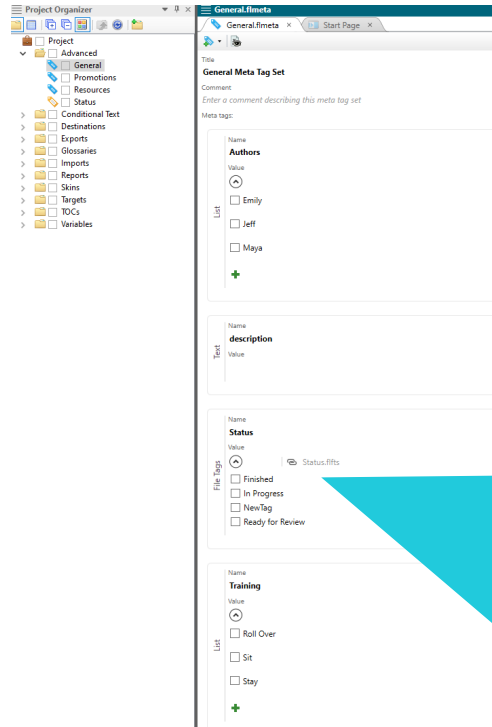 Project Organizer
Project
Advanced
General
Promotions
Resources
Status
Conditional Text
Destinations
Exports
Glossaries
Imports
Reports
Skins
Targets
TOCs
Variables
General.flmeta
General.flmeta
Start Page
Title
General Meta Tag Set
Comment
Enter a comment describing this meta tag set
Meta tags:
List
Name
Authors
Value
Emily
Jeff
Maya
Text
Name
description
Value
File Tags
Name
Status
Value
Status.flfts
Finished
In Progress
NewTag
Ready for Review
List
Name
Training
Value
Roll Over
Sit
Stay